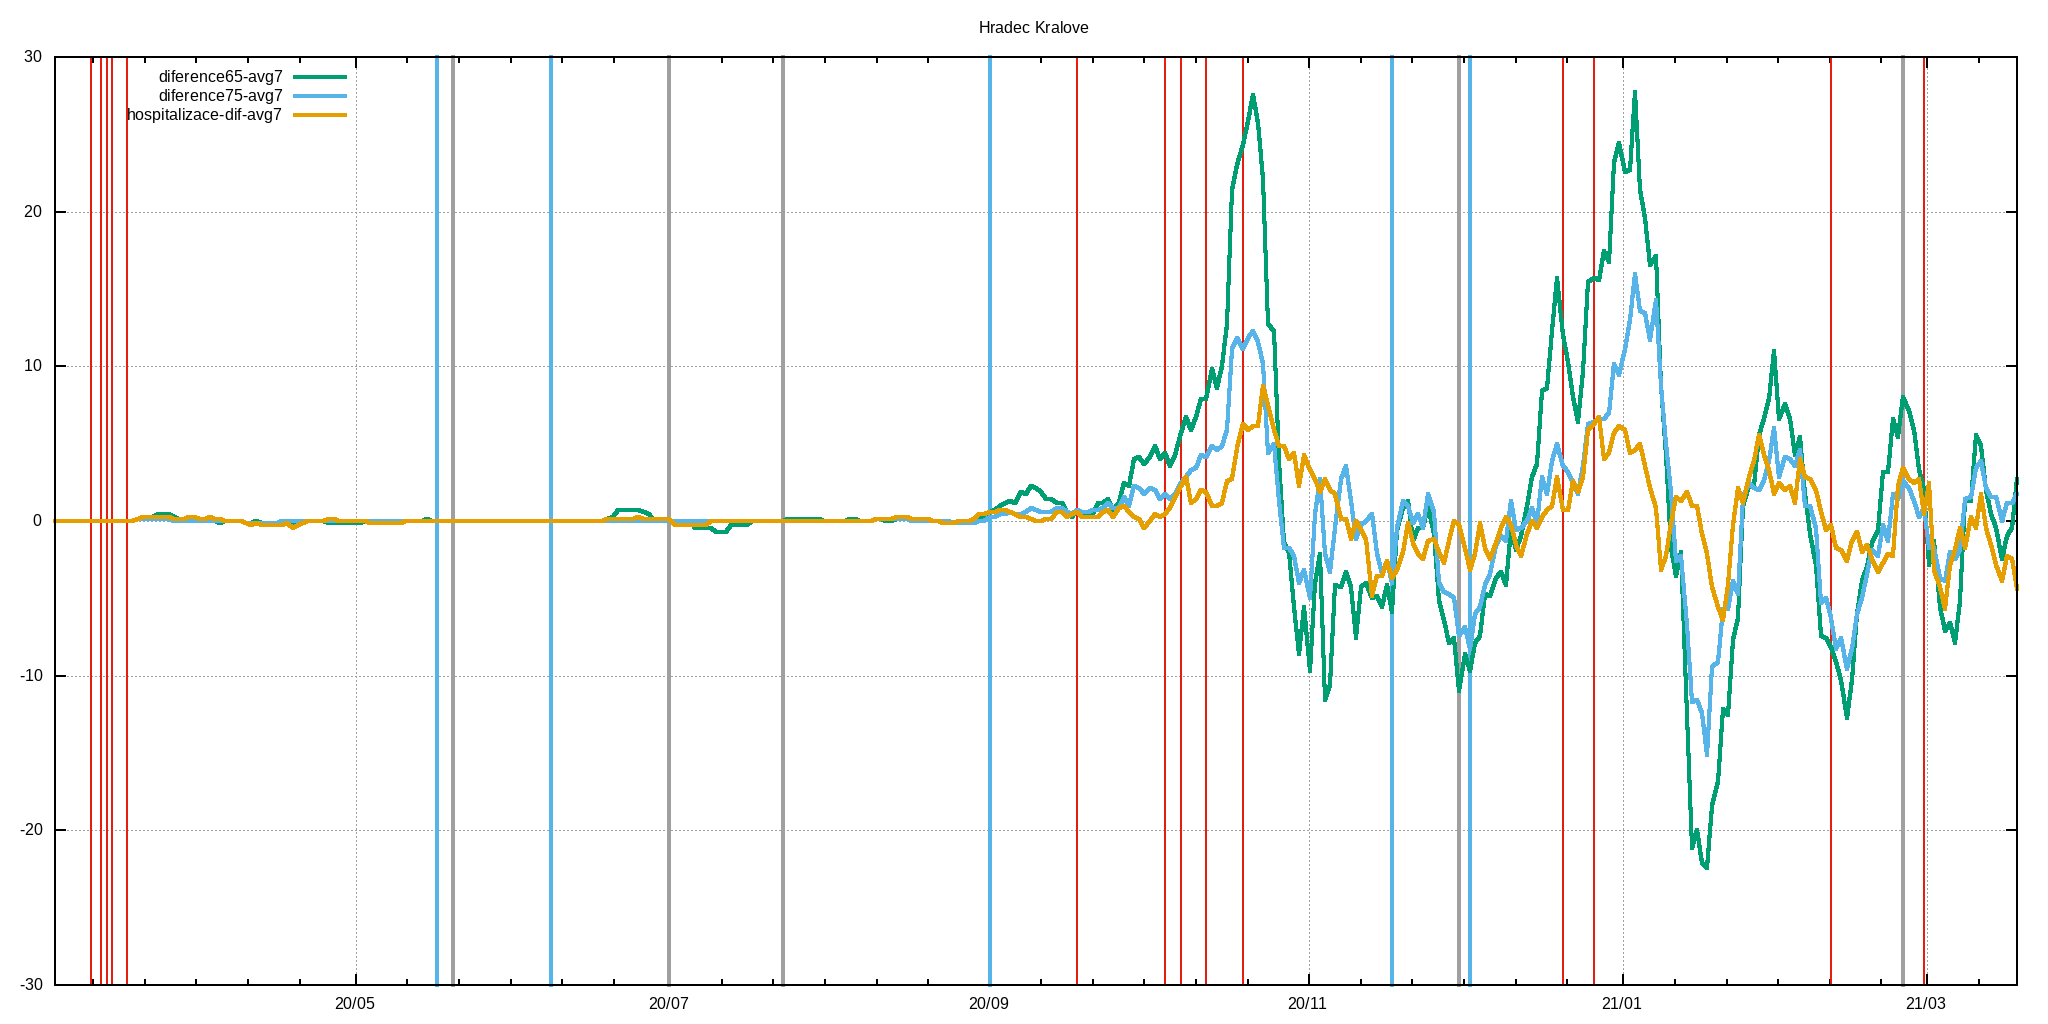 Hradec Kralove
30
diference65-avg7
diference75-avg7
hospitalizace-dif-avg7
20
10
0
-10
-20
-30
20/05 20/07 20/09 20/11 21/01 21/03